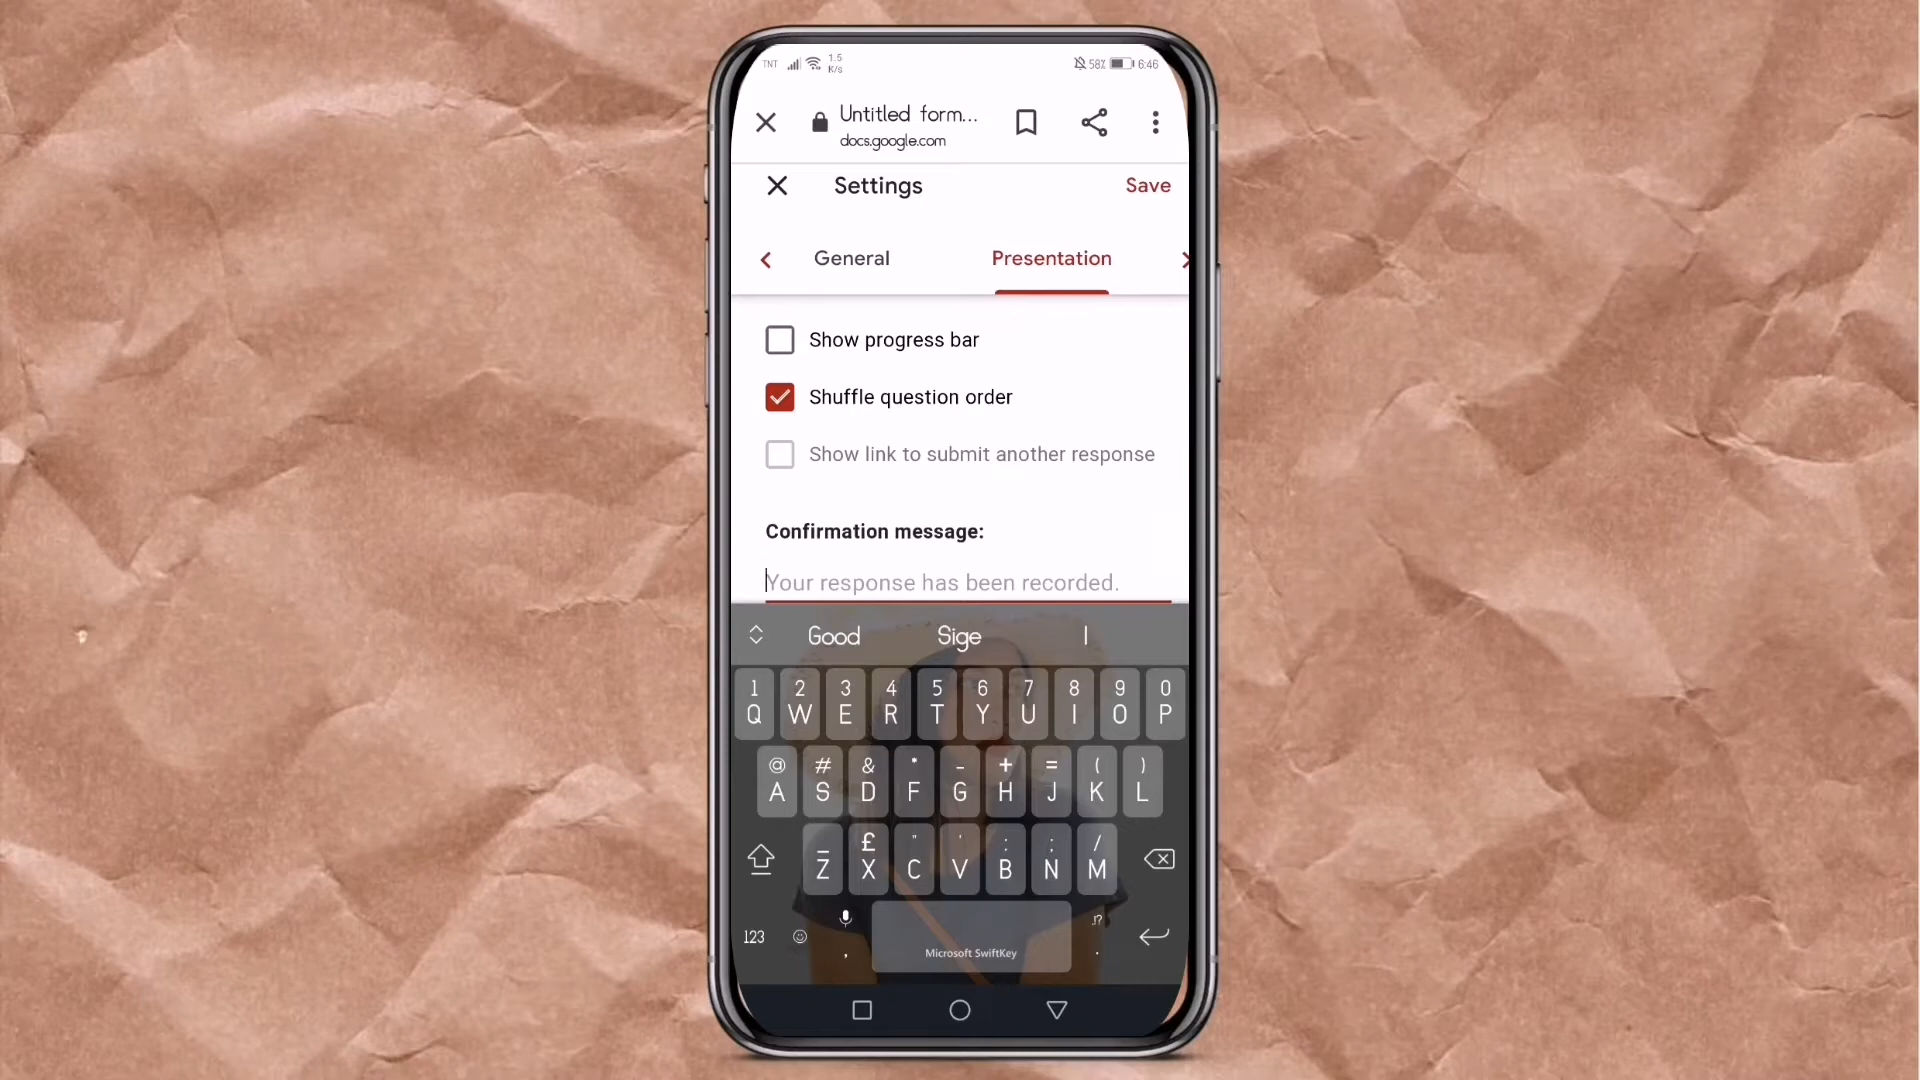 TNT 1.5 K/s 58% 6:46
Untitled form...
docs.google.com
Settings Save
General Presentation
Show progress bar
Shuffle question order
Show link to submit another response
Confirmation message:
Your response has been recorded.
Good Sige I
1 2 3 4 5 6 7 8 9 0
Q W E R T Y U I O P
@ # & * - + = ( )
A S D F G H J K L
_ £ " ' : ; /
Z X C V B N M
123 , .!?
Microsoft SwiftKey .